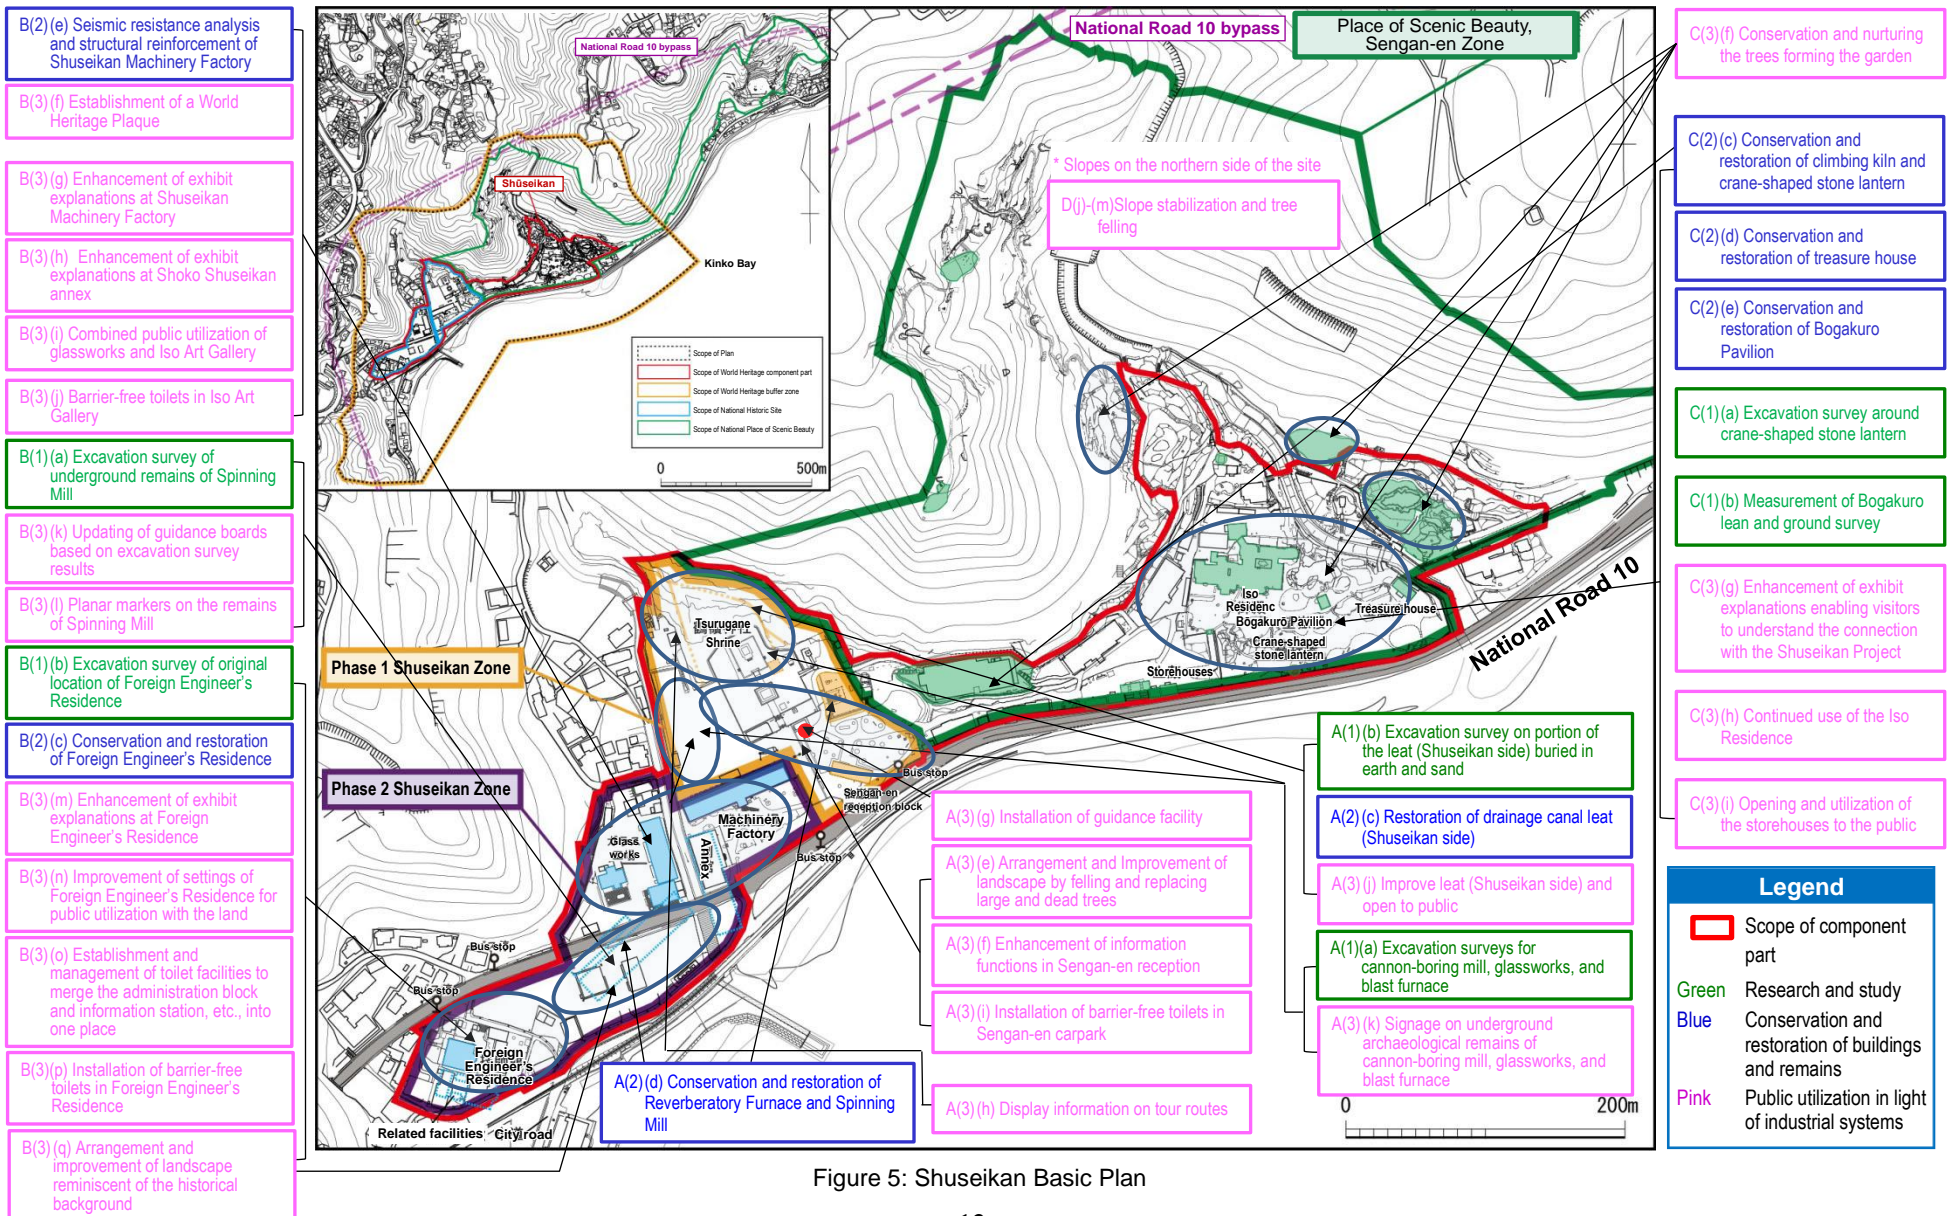 B(2)(e) Seismic resistance analysis
and structural reinforcement of
Shuseikan Machinery Factory
B(3)(f) Establishment of a World
Heritage Plaque
B(3)(g) Enhancement of exhibit
explanations at Shuseikan
Machinery Factory
B(3)(h) Enhancement of exhibit
explanations at Shoko Shuseikan
annex
B(3)(i) Combined public utilization of
glassworks and Iso Art Gallery
B(3)(j) Barrier-free toilets in Iso Art
Gallery
B(1)(a) Excavation survey of
underground remains of Spinning
Mill
B(3)(k) Updating of guidance boards
based on excavation survey
results
B(3)(l) Planar markers on the remains
of Spinning Mill
B(1)(b) Excavation survey of original
location of Foreign Engineer's
Residence
B(2)(c) Conservation and restoration
of Foreign Engineer's Residence
B(3)(m) Enhancement of exhibit
explanations at Foreign
Engineer's Residence
B(3)(n) Improvement of settings of
Foreign Engineer's Residence for
public utilization with the land
B(3)(o) Establishment and
management of toilet facilities to
merge the administration block
and information station, etc., into
one place
B(3)(p) Installation of barrier-free
toilets in Foreign Engineer's
Residence
B(3)(q) Arrangement and
improvement of landscape
reminiscent of the historical
background
National Road 10 bypass
Shūseikan
Kinko Bay
Scope of Plan
Scope of World Heritage component part
Scope of World Heritage buffer zone
Scope of National Historic Site
Scope of National Place of Scenic Beauty
0 500m
National Road 10 bypass
Place of Scenic Beauty,
Sengan-en Zone
* Slopes on the northern side of the site
D(j)-(m)Slope stabilization and tree
felling
Phase 1 Shuseikan Zone
Phase 2 Shuseikan Zone
Tsurugane
Shrine
Iso
Residenc
Bōgakurō Pavilion
Treasure house
Crane-shaped
stone lantern
Storehouses
National Road 10
Bus stop
Sengan-en
reception block
Bus stop
Machinery
Factory
Glass
works
Annex
Bus stop
Bus stop
Foreign
Engineer's
Residence
Related facilities
City road
A(2)(d) Conservation and restoration of
Reverberatory Furnace and Spinning
Mill
A(3)(g) Installation of guidance facility
A(3)(e) Arrangement and Improvement of
landscape by felling and replacing
large and dead trees
A(3)(f) Enhancement of information
functions in Sengan-en reception
A(3)(i) Installation of barrier-free toilets in
Sengan-en carpark
A(3)(h) Display information on tour routes
A(1)(b) Excavation survey on portion of
the leat (Shuseikan side) buried in
earth and sand
A(2)(c) Restoration of drainage canal leat
(Shuseikan side)
A(3)(j) Improve leat (Shuseikan side) and
open to public
A(1)(a) Excavation surveys for
cannon-boring mill, glassworks, and
blast furnace
A(3)(k) Signage on underground
archaeological remains of
cannon-boring mill, glassworks, and
blast furnace
0 200m
C(3)(f) Conservation and nurturing
the trees forming the garden
C(2)(c) Conservation and
restoration of climbing kiln and
crane-shaped stone lantern
C(2)(d) Conservation and
restoration of treasure house
C(2)(e) Conservation and
restoration of Bogakuro
Pavilion
C(1)(a) Excavation survey around
crane-shaped stone lantern
C(1)(b) Measurement of Bogakuro
lean and ground survey
C(3)(g) Enhancement of exhibit
explanations enabling visitors
to understand the connection
with the Shuseikan Project
C(3)(h) Continued use of the Iso
Residence
C(3)(i) Opening and utilization of
the storehouses to the public
Legend
Scope of component
part
Green Research and study
Blue Conservation and
restoration of buildings
and remains
Pink Public utilization in light
of industrial systems
Figure 5: Shuseikan Basic Plan